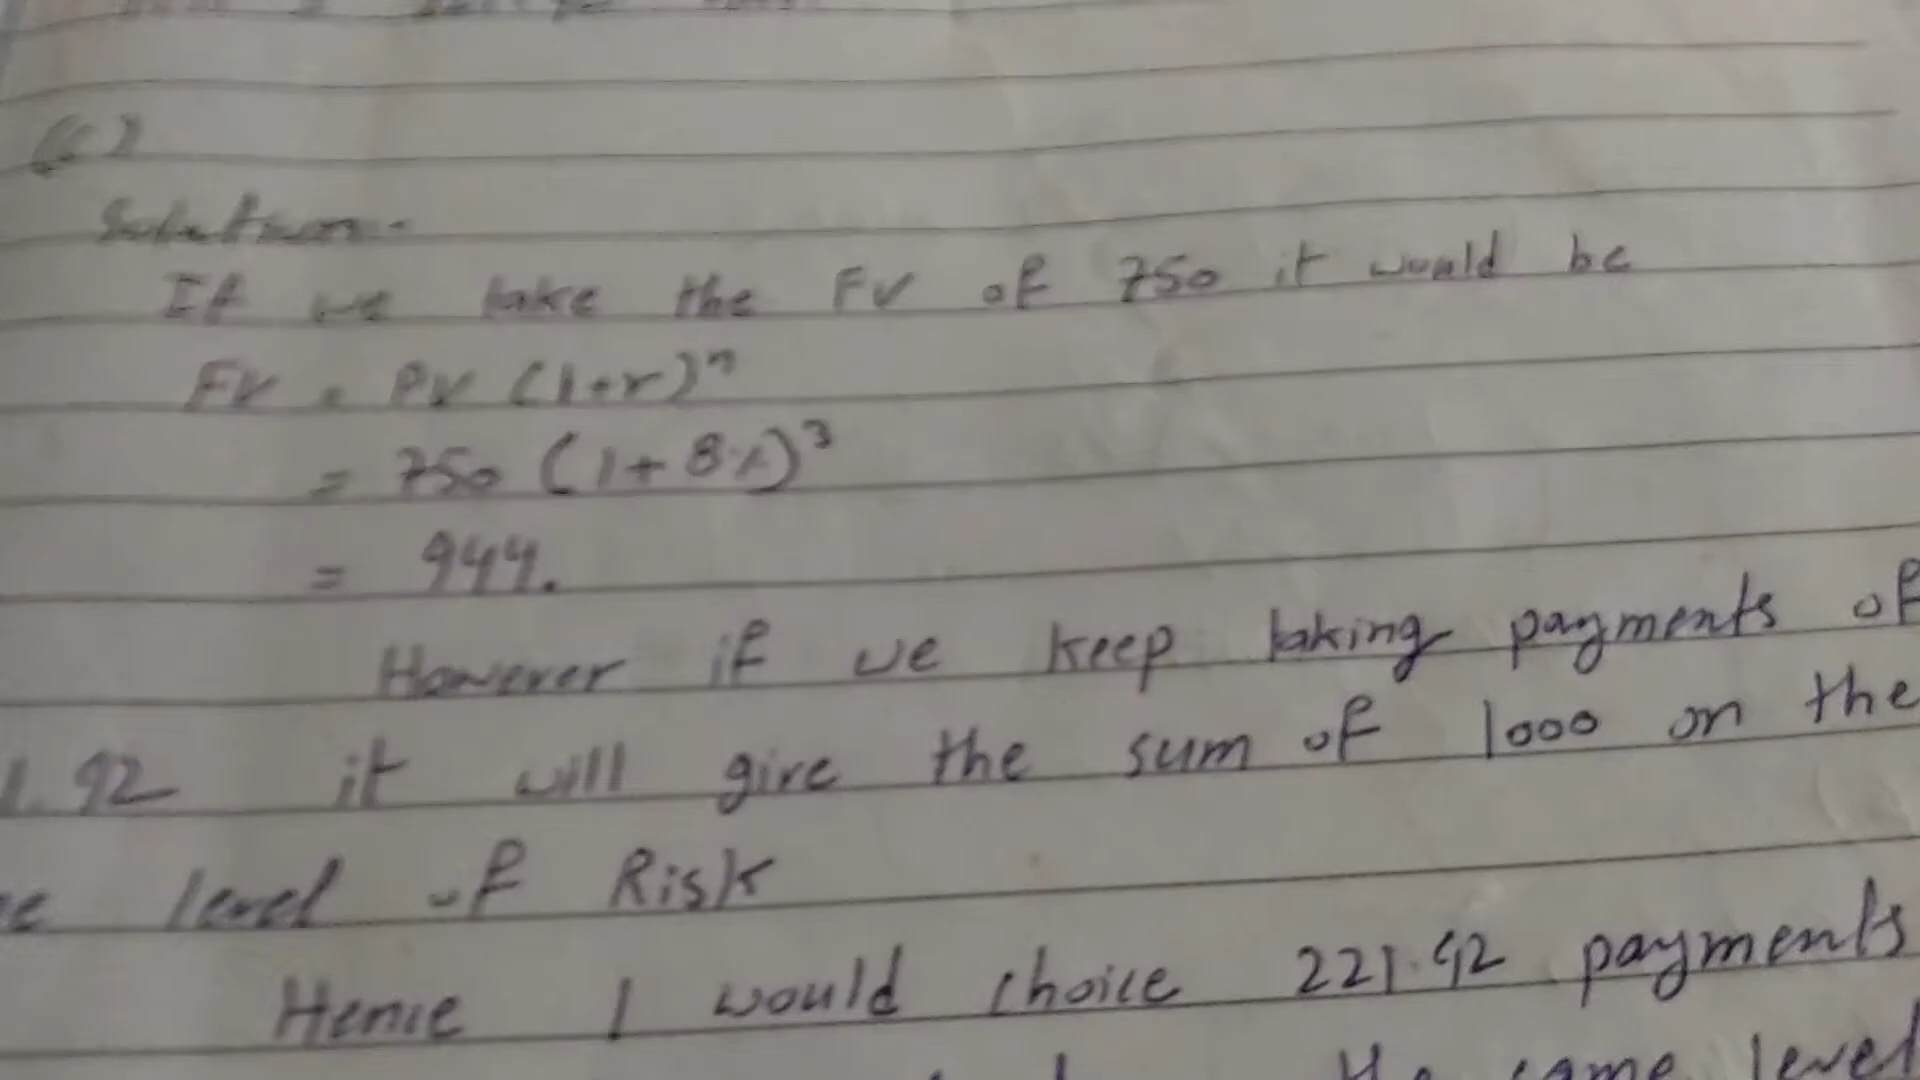 (c)
Solution-
If we take the FV of 750 it would be
FV = PV (1+r)ⁿ
= 750 (1+8%)³
= 944.
However if we keep taking payments of
1.92 it will give the sum of 1000 on the
level of Risk
Hence I would choice 221.92 payments
same level